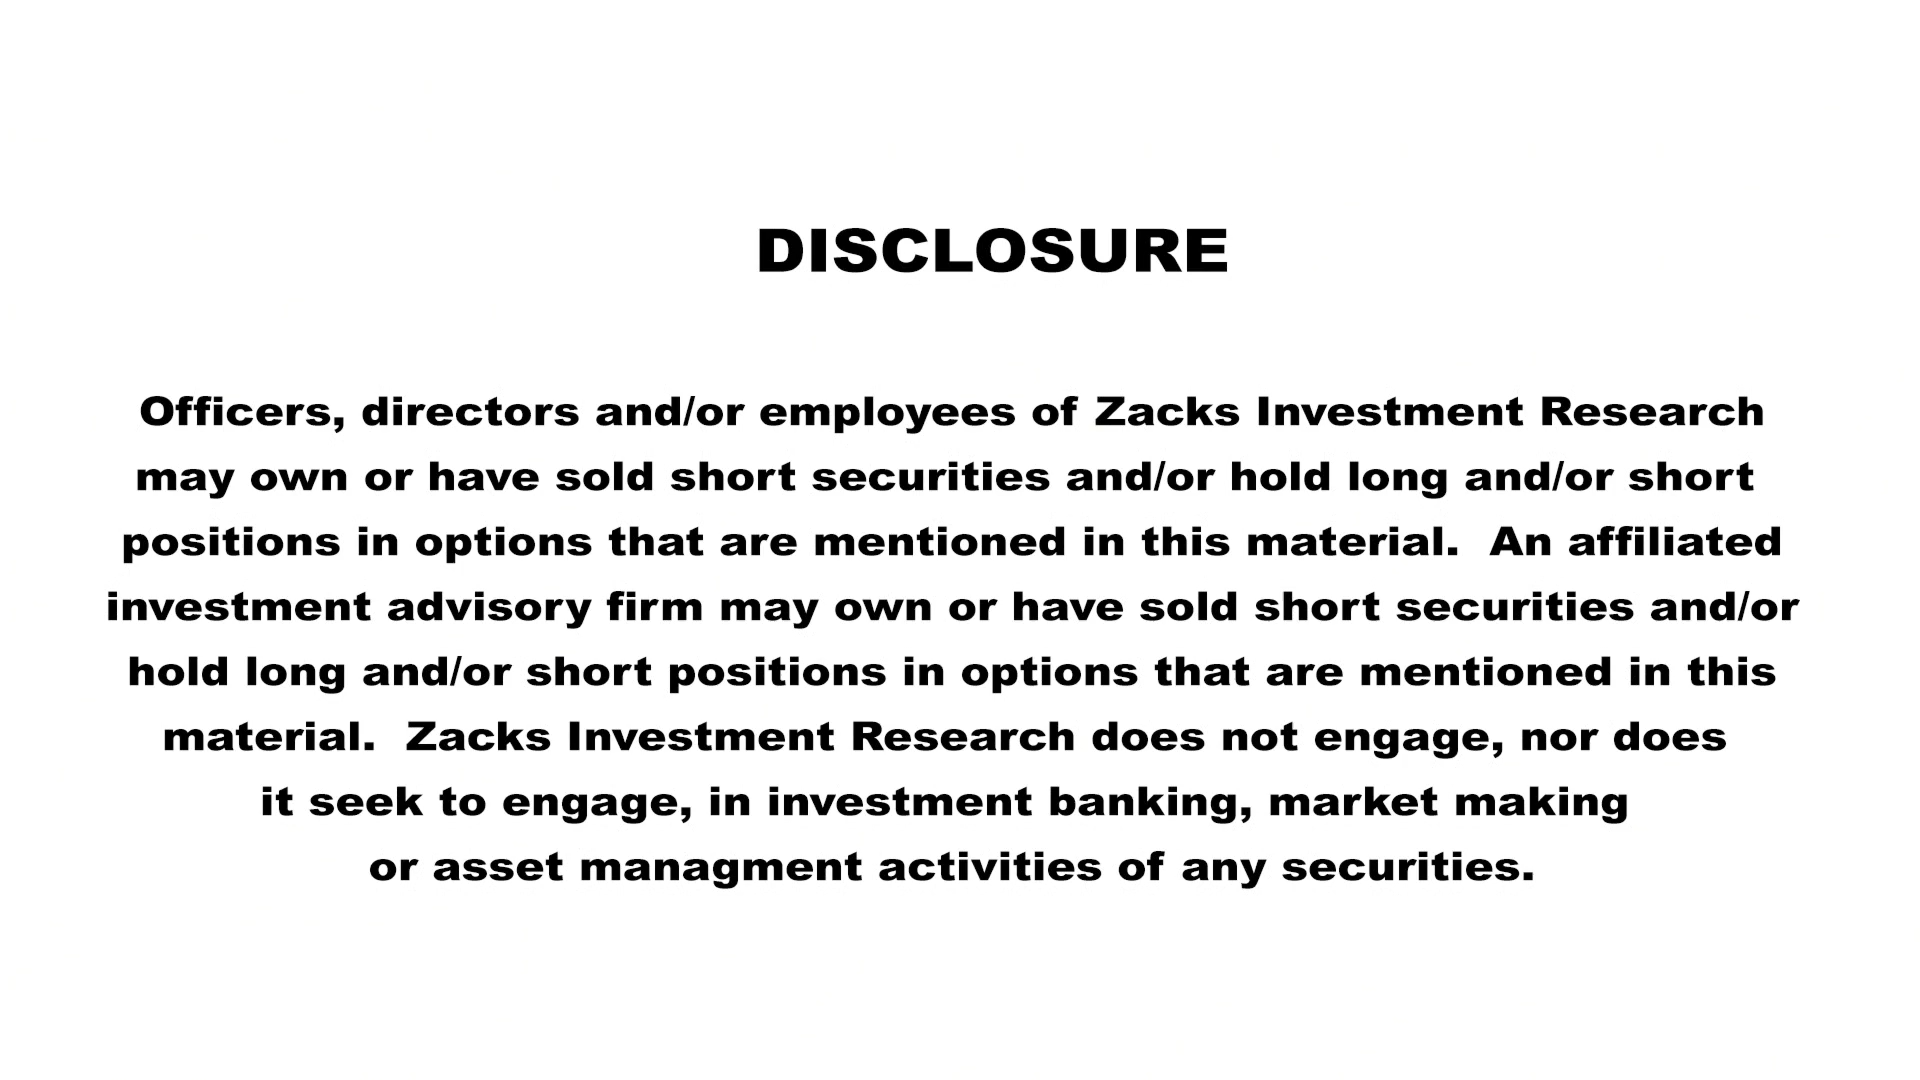 DISCLOSURE
Officers, directors and/or employees of Zacks Investment Research
may own or have sold short securities and/or hold long and/or short
positions in options that are mentioned in this material.  An affiliated
investment advisory firm may own or have sold short securities and/or
hold long and/or short positions in options that are mentioned in this
material.  Zacks Investment Research does not engage, nor does
it seek to engage, in investment banking, market making
or asset managment activities of any securities.